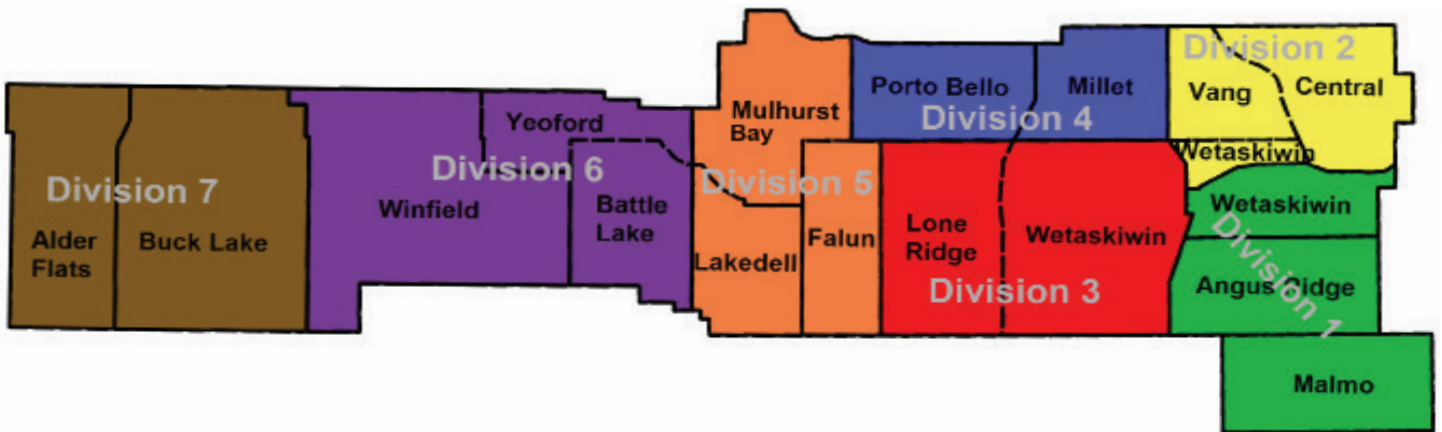 Division 7
Alder
Flats
Buck Lake
Division 6
Yeoford
Winfield
Battle
Lake
Division 5
Mulhurst
Bay
Lakedell
Falun
Division 4
Porto Bello
Millet
Division 3
Lone
Ridge
Wetaskiwin
Division 2
Vang
Central
Wetaskiwin
Division 1
Wetaskiwin
Angus Ridge
Malmo